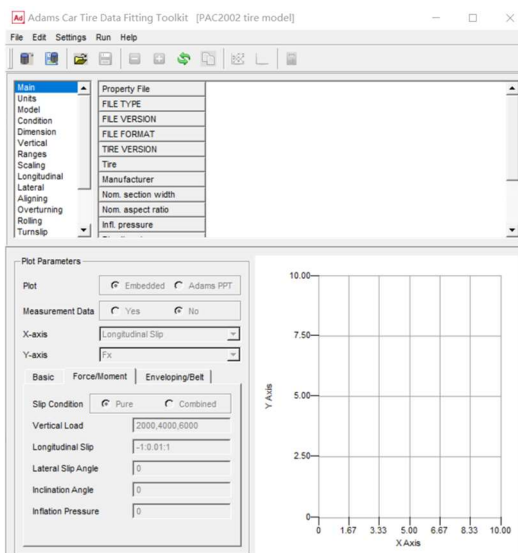 Ad Adams Car Tire Data Fitting Toolkit [PAC2002 tire model]
File Edit Settings Run Help
Main
Units
Model
Condition
Dimension
Vertical
Ranges
Scaling
Longitudinal
Lateral
Aligning
Overturning
Rolling
Turnslip
Property File
FILE TYPE
FILE VERSION
FILE FORMAT
TIRE VERSION
Tire
Manufacturer
Nom. section width
Nom. aspect ratio
Infl. pressure
Plot Parameters
Plot Embedded Adams PPT
Measurement Data Yes No
X-axis Longitudinal Slip
Y-axis Fx
Basic Force/Moment Enveloping/Belt
Slip Condition Pure Combined
Vertical Load 2000,4000,6000
Longitudinal Slip -1:0.01:1
Lateral Slip Angle 0
Inclination Angle 0
Inflation Pressure 0
10.00
7.50
5.00
2.50
0
Y Axis
0 1.67 3.33 5.00 6.67 8.33 10.00
X Axis